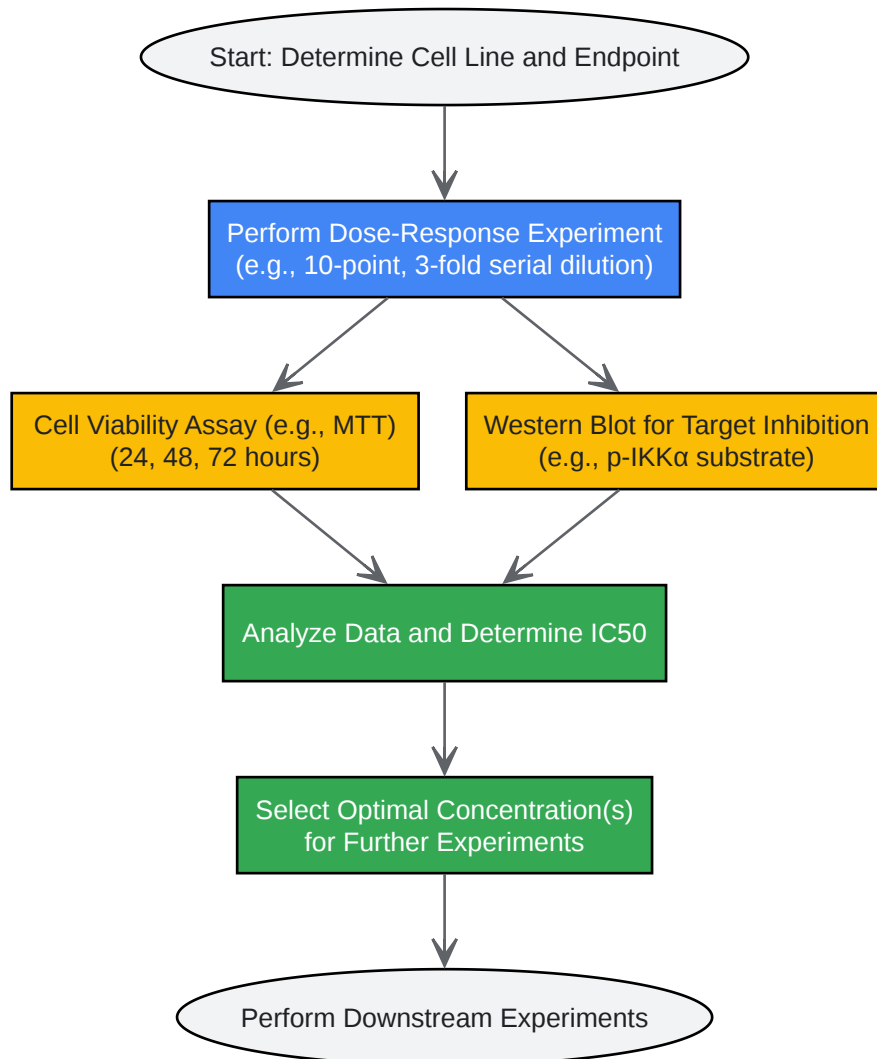 Start: Determine Cell Line and Endpoint
Perform Dose-Response Experiment
(e.g., 10-point, 3-fold serial dilution)
Cell Viability Assay (e.g., MTT)
(24, 48, 72 hours)
Western Blot for Target Inhibition
(e.g., p-IKKα substrate)
Analyze Data and Determine IC50
Select Optimal Concentration(s)
for Further Experiments
Perform Downstream Experiments